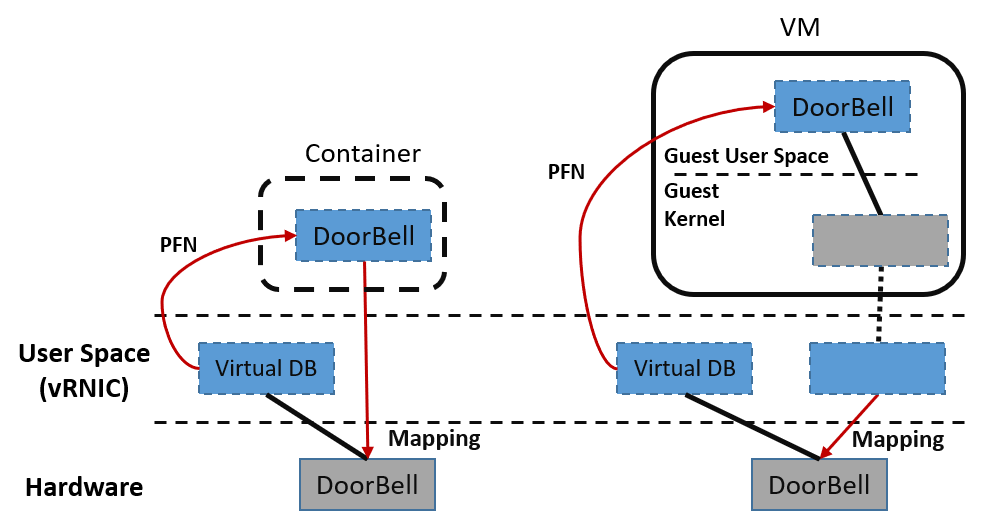 VM
DoorBell
Container
Guest User Space
PFN
Guest
Kernel
DoorBell
PFN
User Space
(vRNIC)
Virtual DB
Virtual DB
Mapping
Mapping
Hardware
DoorBell
DoorBell